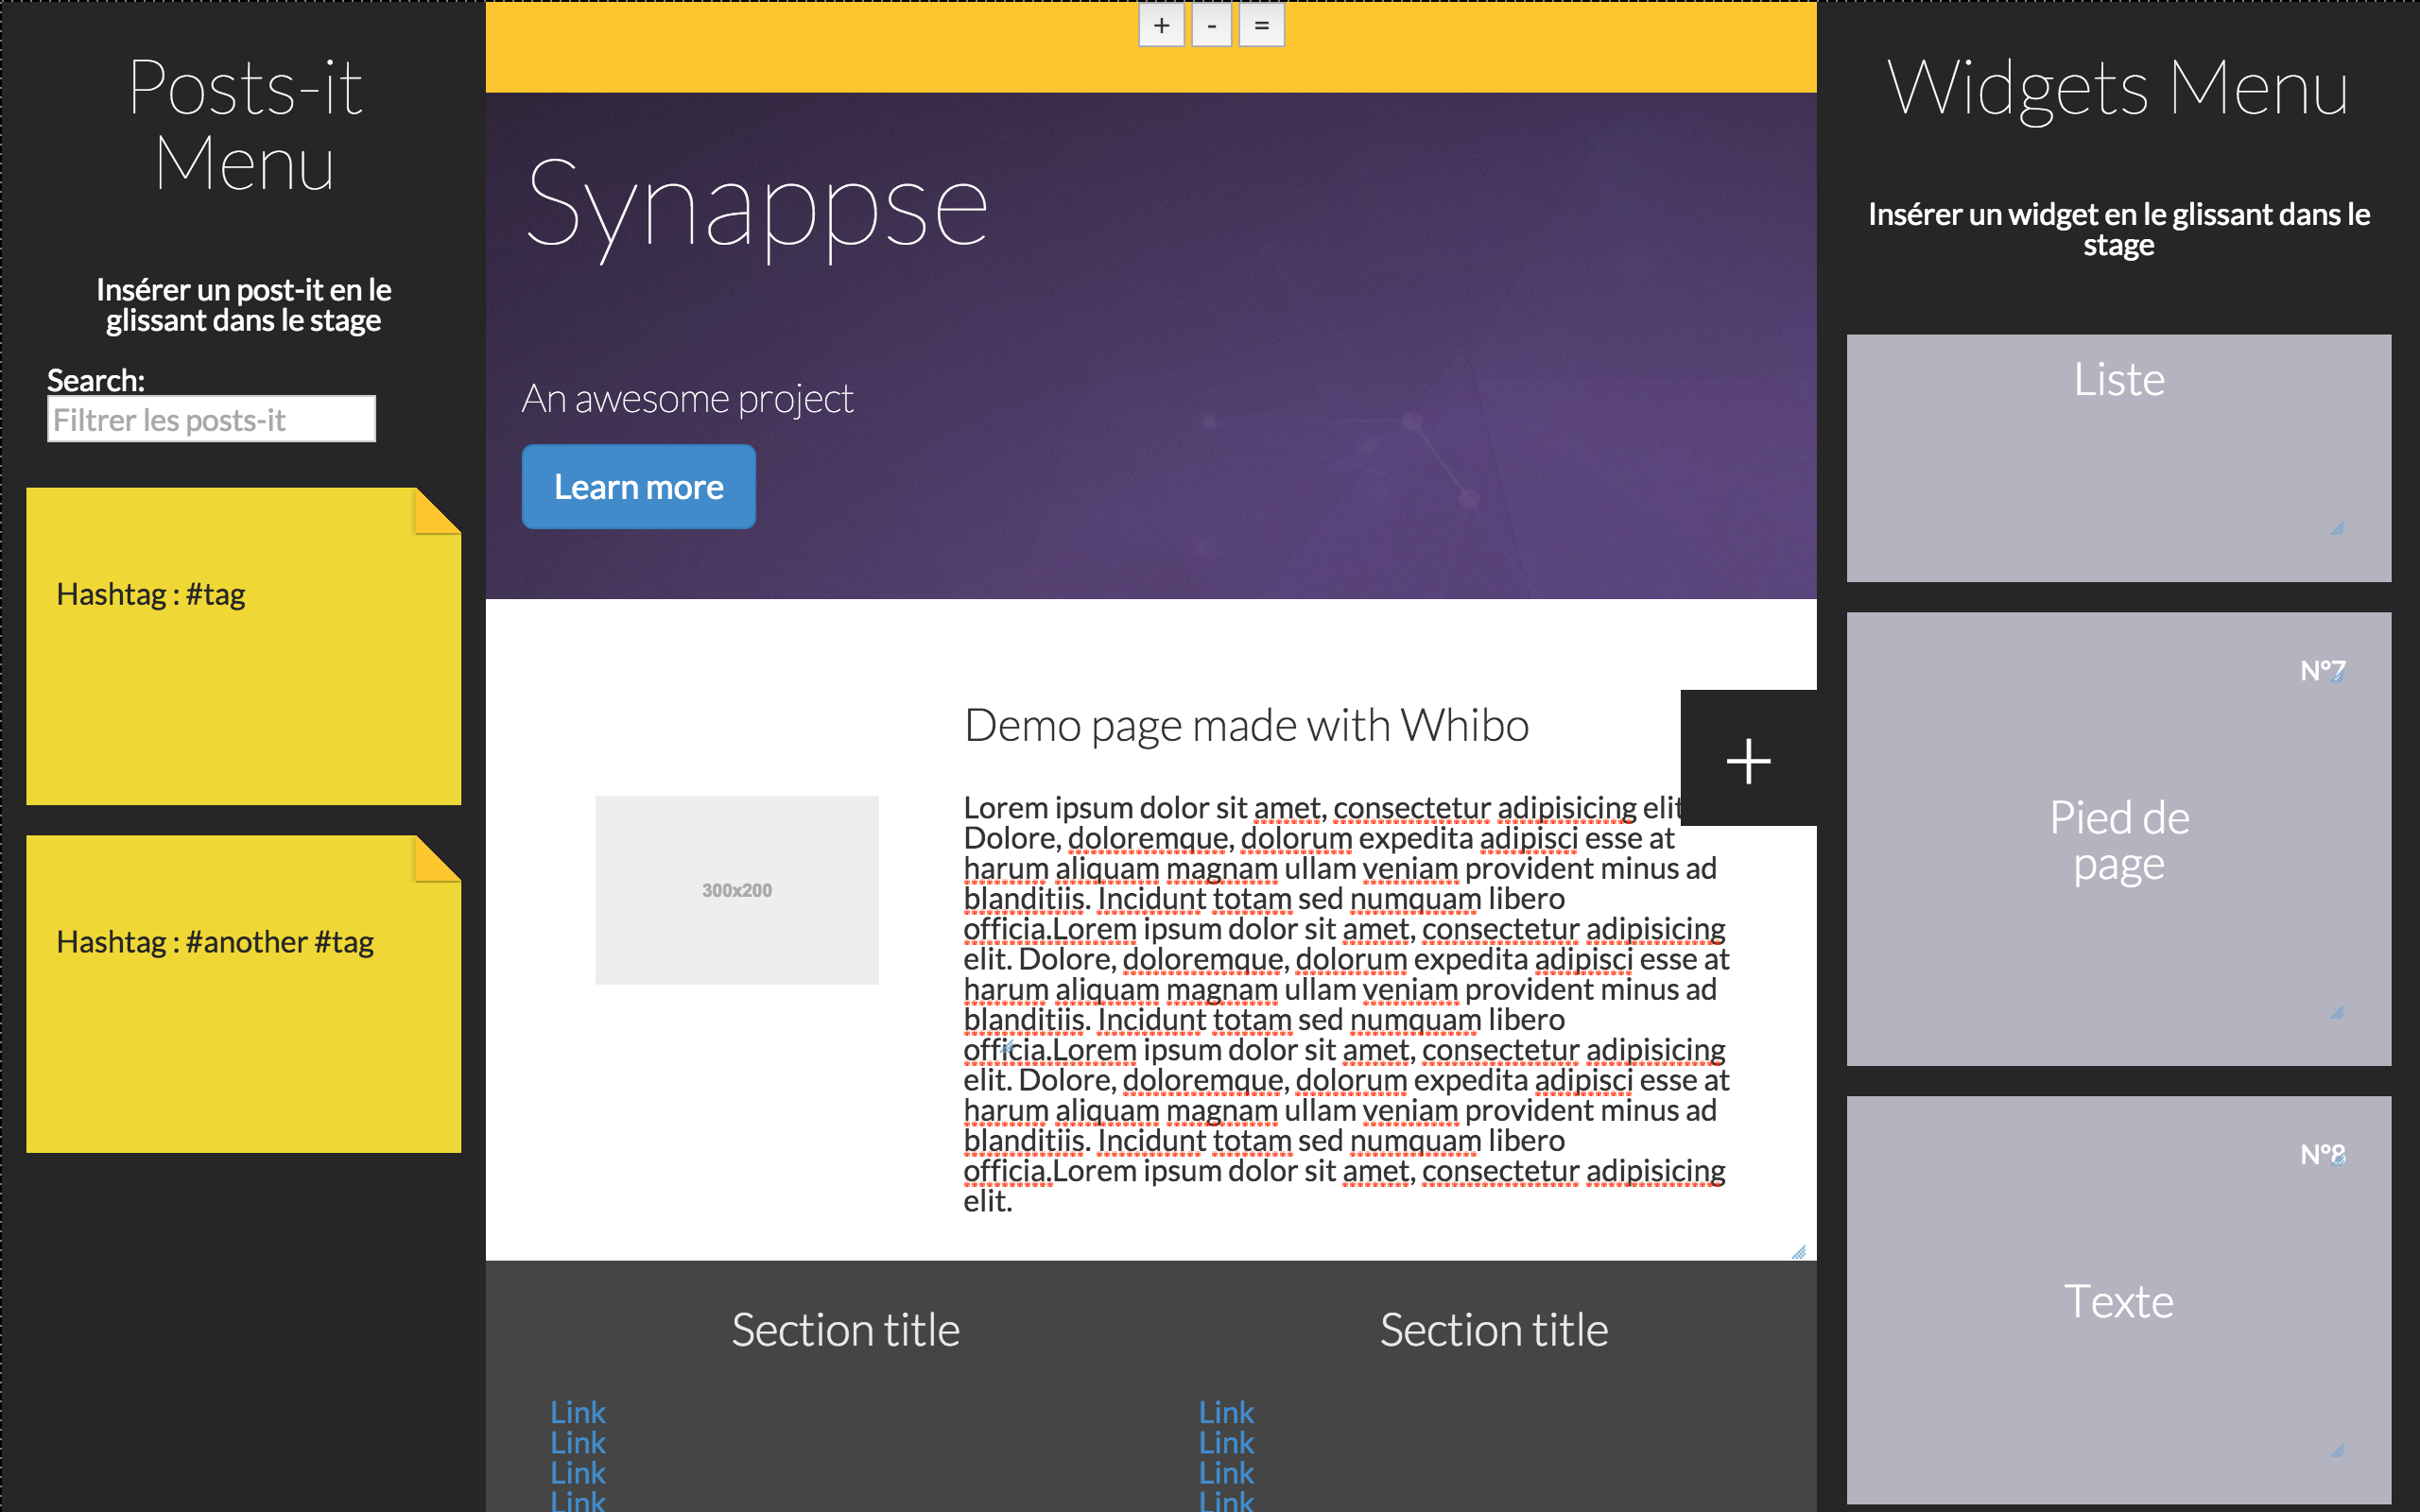 Posts-it
Menu
Insérer un post-it en le
glissant dans le stage
Search:
Filtrer les posts-it
Hashtag : #tag
Hashtag : #another #tag
+ - =
Synappse
An awesome project
Learn more
Demo page made with Whibo
+
300x200
Lorem ipsum dolor sit amet, consectetur adipisicing elit
Dolore, doloremque, dolorum expedita adipisci esse at
harum aliquam magnam ullam veniam provident minus ad
blanditiis. Incidunt totam sed numquam libero
officia.Lorem ipsum dolor sit amet, consectetur adipisicing
elit. Dolore, doloremque, dolorum expedita adipisci esse at
harum aliquam magnam ullam veniam provident minus ad
blanditiis. Incidunt totam sed numquam libero
officia.Lorem ipsum dolor sit amet, consectetur adipisicing
elit. Dolore, doloremque, dolorum expedita adipisci esse at
harum aliquam magnam ullam veniam provident minus ad
blanditiis. Incidunt totam sed numquam libero
officia.Lorem ipsum dolor sit amet, consectetur adipisicing
elit.
Section title
Link
Link
Link
Link
Section title
Link
Link
Link
Link
Widgets Menu
Insérer un widget en le glissant dans le
stage
Liste
N°7
Pied de
page
N°8
Texte